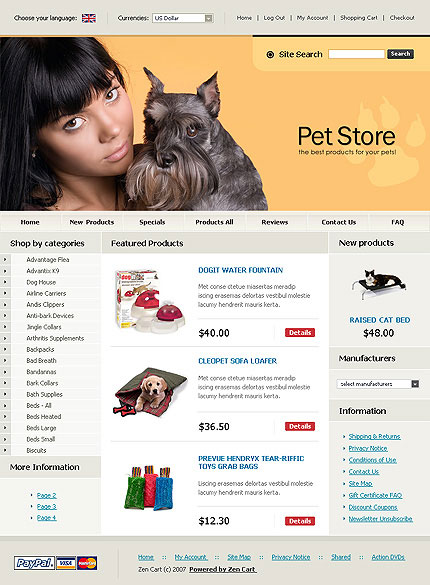 Choose your language:
Currencies:
US Dollar
Home | Log Out | My Account | Shopping Cart | Checkout
Site Search
Search
Pet Store
the best products for your pets!
Home
New Products
Specials
Products All
Reviews
Contact Us
FAQ
Shop by categories
Advantage Flea
Advantix K9
Dog House
Airline Carriers
Andis Clippers
Anti-bark Devices
Jingle Collars
Arthritis Supplements
Backpacks
Bad Breath
Bandannas
Bark Collars
Bath Supplies
Beds - All
Beds Heated
Beds Large
Beds Small
Biscuits
More Information
Page 2
Page 3
Page 4
Featured Products
DOGIT WATER FOUNTAIN
Met conse ctetue miasertas meradip
iscing erasemas delortas vestibul molestie
lacumy hendrerit mauris kerta.
$40.00
Details
CLEOPET SOFA LOAFER
Met conse ctetue miasertas meradip
iscing erasemas delortas vestibul molestie
lacumy hendrerit mauris kerta.
$36.50
Details
PREVUE HENDRYX TEAR-RIFFIC
TOYS GRAB BAGS
Liscing erasemas delortas vestibul molestie
lacumy hendrerit mauris kerta.
$12.30
Details
New products
RAISED CAT BED
$48.00
Manufacturers
select manufacturers
Information
Shipping & Returns
Privacy Notice
Conditions of Use
Contact Us
Site Map
Gift Certificate FAQ
Discount Coupons
Newsletter Unsubscribe
PayPal
VISA
Home :: My Account :: Site Map :: Privacy Notice :: Shared :: Action DVDs
Zen Cart (c) 2007 Powered by Zen Cart